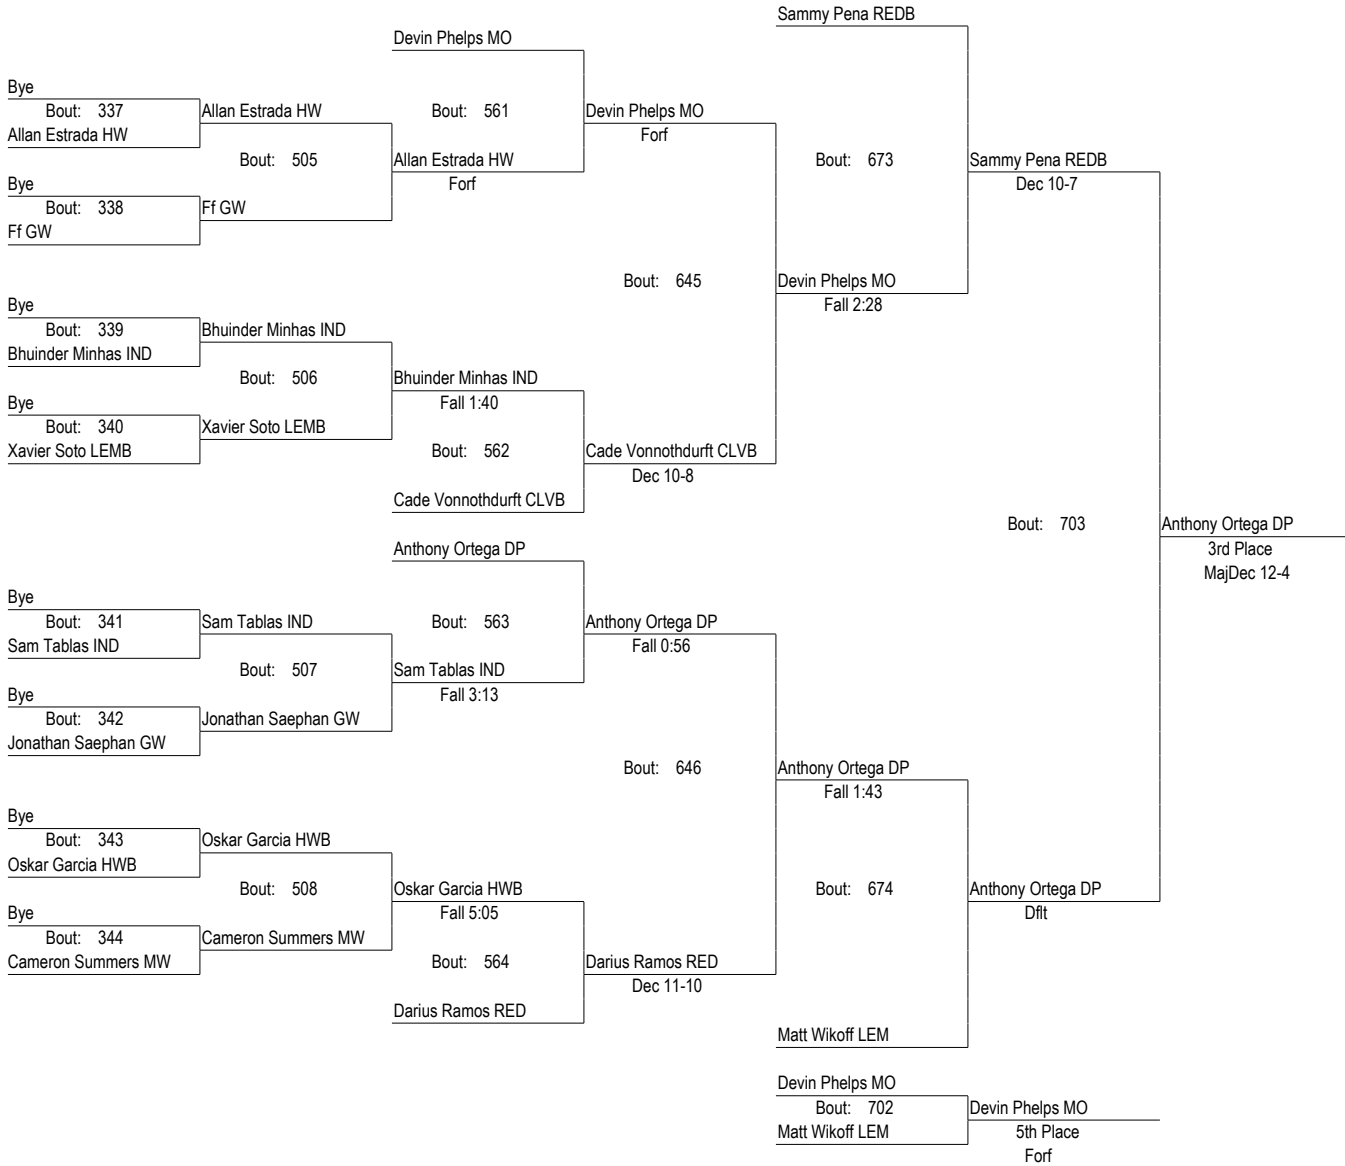 Sammy Pena REDB
Devin Phelps MO
Bye
Bout: 337
Allan Estrada HW
Bout: 561
Devin Phelps MO
Allan Estrada HW
Forf
Bout: 505
Allan Estrada HW
Bout: 673
Sammy Pena REDB
Bye
Forf
Dec 10-7
Bout: 338
Ff GW
Ff GW
Bout: 645
Devin Phelps MO
Bye
Fall 2:28
Bout: 339
Bhuinder Minhas IND
Bhuinder Minhas IND
Bout: 506
Bhuinder Minhas IND
Bye
Fall 1:40
Bout: 340
Xavier Soto LEMB
Xavier Soto LEMB
Bout: 562
Cade Vonnothdurft CLVB
Dec 10-8
Cade Vonnothdurft CLVB
Bout: 703
Anthony Ortega DP
Anthony Ortega DP
3rd Place
MajDec 12-4
Bye
Bout: 341
Sam Tablas IND
Bout: 563
Anthony Ortega DP
Sam Tablas IND
Fall 0:56
Bout: 507
Sam Tablas IND
Bye
Fall 3:13
Bout: 342
Jonathan Saephan GW
Jonathan Saephan GW
Bout: 646
Anthony Ortega DP
Fall 1:43
Bye
Bout: 343
Oskar Garcia HWB
Oskar Garcia HWB
Bout: 508
Oskar Garcia HWB
Bout: 674
Anthony Ortega DP
Bye
Fall 5:05
Dflt
Bout: 344
Cameron Summers MW
Cameron Summers MW
Bout: 564
Darius Ramos RED
Dec 11-10
Darius Ramos RED
Matt Wikoff LEM
Devin Phelps MO
Bout: 702
Devin Phelps MO
Matt Wikoff LEM
5th Place
Forf